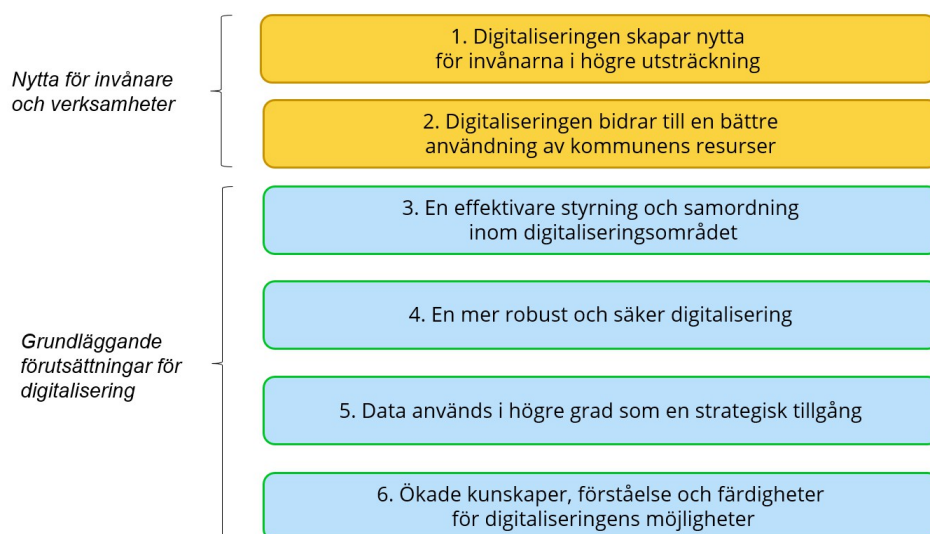 Nytta för invånare
och verksamheter
1. Digitaliseringen skapar nytta
för invånarna i högre utsträckning
2. Digitaliseringen bidrar till en bättre
användning av kommunens resurser
Grundläggande
förutsättningar för
digitalisering
3. En effektivare styrning och samordning
inom digitaliseringsområdet
4. En mer robust och säker digitalisering
5. Data används i högre grad som en strategisk tillgång
6. Ökade kunskaper, förståelse och färdigheter
för digitaliseringens möjligheter